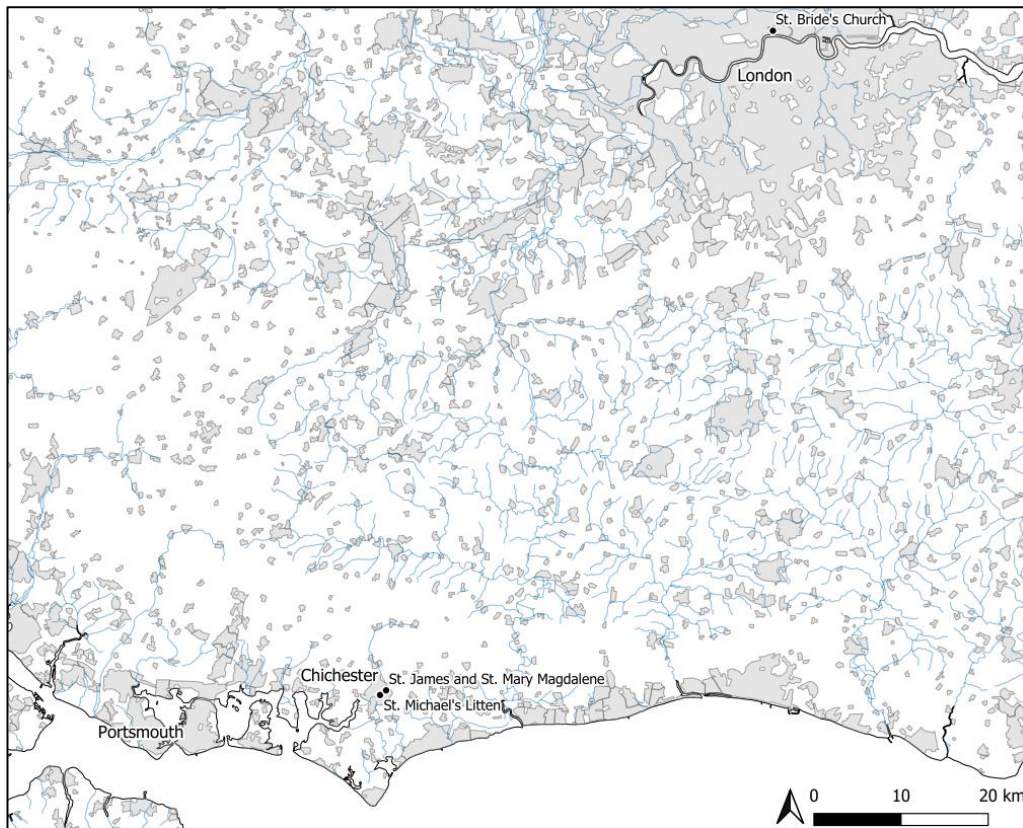 St. Bride's Church
London
Chichester
St. James and St. Mary Magdalene
St. Michael's Litten
Portsmouth
0 10 20 km